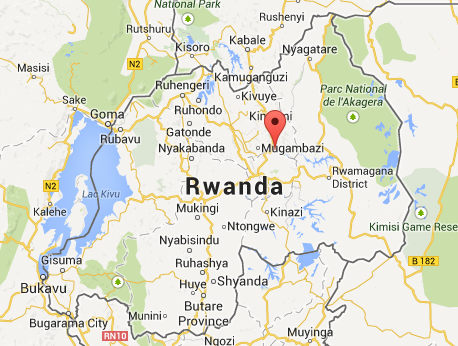 National
Park
Rushenyi
Rutshuru
Kisoro
Kabale
Nyagatare
N2
Masisi
Kamuganguzi
Parc National
de l'Akagera
Sake
Ruhengeri
Kivuye
Goma
Ruhondo
Rubavu
Gatonde
Mugambazi
Nyakabanda
Rwamagana
District
N2
Lac Kivu
Rwanda
Kalehe
Mukingi
Kinazi
Ntongwe
Kimisi Game Rese
Nyabisindu
Gisuma
Ruhashya
B 182
Bukavu
Huye
Shyanda
Butare
Province
Bugarama City
Munini
RN10
Ngozi
Muyinga